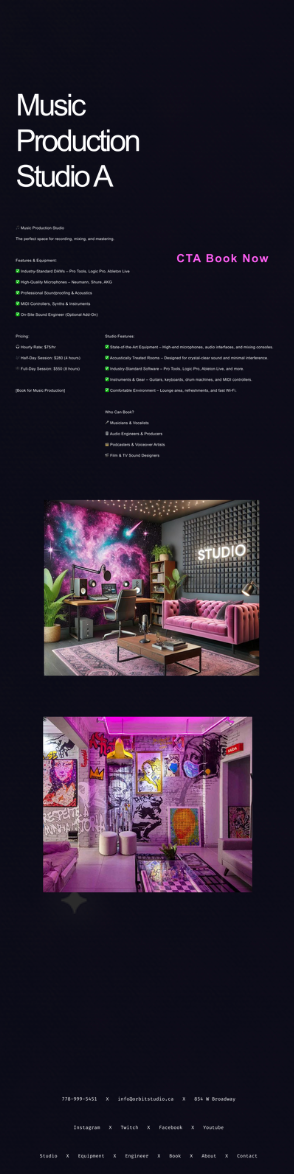 Music
Production
Studio A
Music Production Studio
The perfect space for recording, mixing, and mastering.
CTA Book Now
Features & Equipment:
✅ Industry-Standard DAWs – Pro Tools, Logic Pro, Ableton Live
✅ High-Quality Microphones – Neumann, Shure, AKG
✅ Professional Soundproofing & Acoustics
✅ MIDI Controllers, Synths & Instruments
✅ On-Site Sound Engineer (Optional Add-On)
Pricing:
Hourly Rate: $75/hr
Half-Day Session: $280 (4 hours)
Full-Day Session: $550 (8 hours)
[Book for Music Production]
Studio Features:
✅ State-of-the-Art Equipment – High-end microphones, audio interfaces, and mixing consoles.
✅ Acoustically Treated Rooms – Designed for crystal-clear sound and minimal interference.
✅ Industry-Standard Software – Pro Tools, Logic Pro, Ableton Live, and more.
✅ Instruments & Gear – Guitars, keyboards, drum machines, and MIDI controllers.
✅ Comfortable Environment – Lounge area, refreshments, and fast Wi-Fi.
Who Can Book?
🎤 Musicians & Vocalists
🎚 Audio Engineers & Producers
📻 Podcasters & Voiceover Artists
🎬 Film & TV Sound Designers
STUDIO
778-999-5451 X info@orbitstudio.ca X 834 W Broadway
Instagram X Twitch X Facebook X Youtube
Studio X Equipment X Engineer X Book X About X Contact